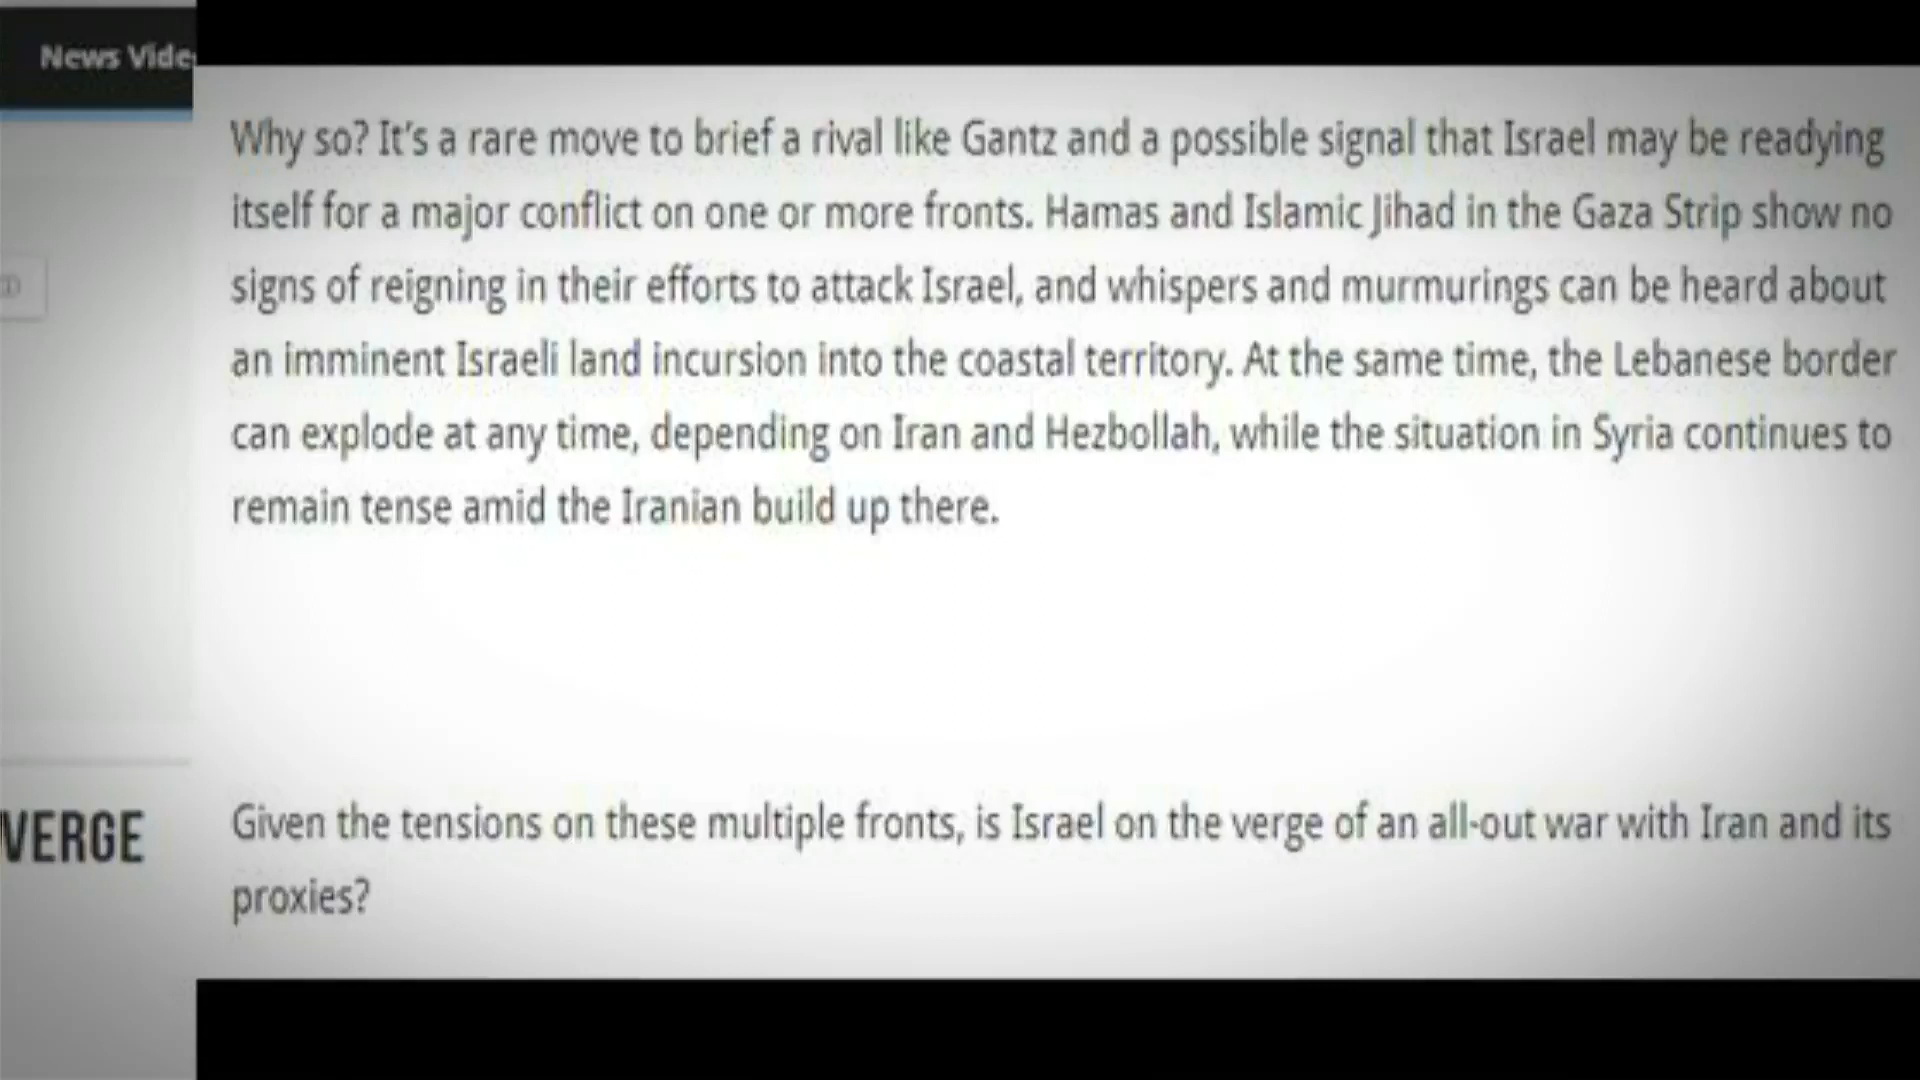 News Vide
Why so? It's a rare move to brief a rival like Gantz and a possible signal that Israel may be readying
itself for a major conflict on one or more fronts. Hamas and Islamic Jihad in the Gaza Strip show no
signs of reigning in their efforts to attack Israel, and whispers and murmurings can be heard about
an imminent Israeli land incursion into the coastal territory. At the same time, the Lebanese border
can explode at any time, depending on Iran and Hezbollah, while the situation in Syria continues to
remain tense amid the Iranian build up there.
VERGE
Given the tensions on these multiple fronts, is Israel on the verge of an all-out war with Iran and its
proxies?